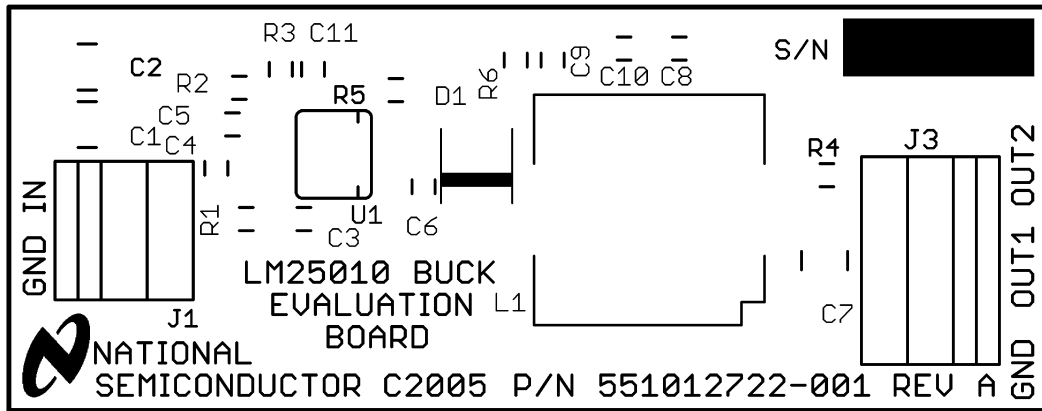 R3 C11
S/N
C2
R2
R5
D1
R6
C9
C10 C8
C5
C1
C4
R4
J3
GND IN
R1
U1
C3
C6
GND OUT1 OUT2
LM25010 BUCK
EVALUATION
BOARD
L1
C7
J1
NATIONAL
SEMICONDUCTOR C2005 P/N 551012722-001 REV A